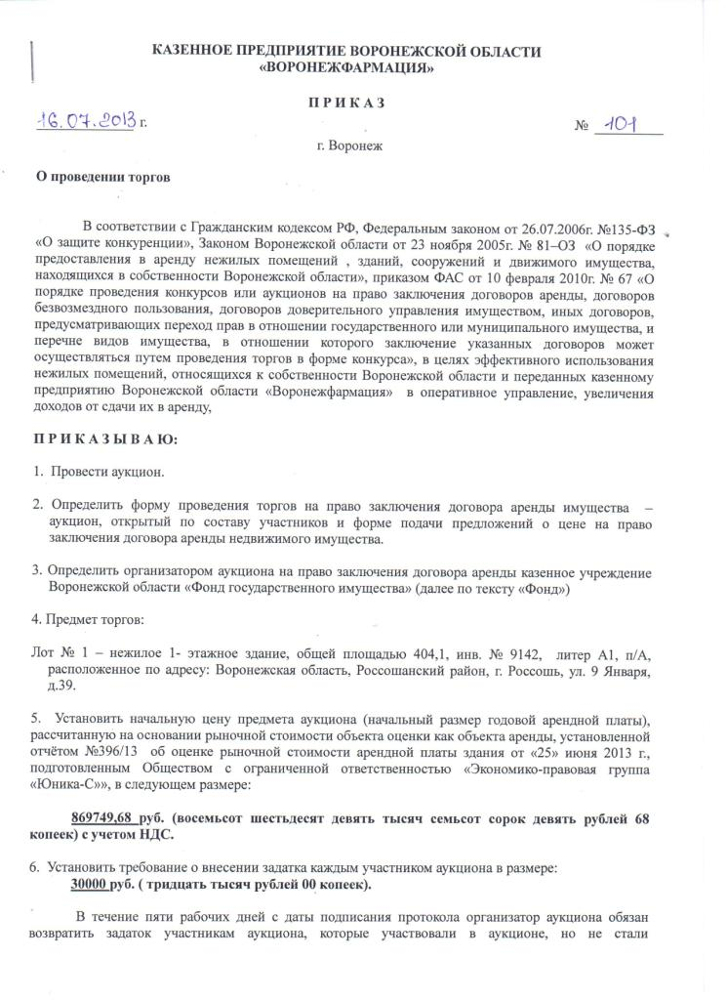 КАЗЕННОЕ ПРЕДПРИЯТИЕ ВОРОНЕЖСКОЙ ОБЛАСТИ
«ВОРОНЕЖФАРМАЦИЯ»
П Р И К А З
16.07.2013 г.
№ 101
г. Воронеж
О проведении торгов
В соответствии с Гражданским кодексом РФ, Федеральным законом от 26.07.2006г. №135-ФЗ
«О защите конкуренции», Законом Воронежской области от 23 ноября 2005г. № 81–ОЗ «О порядке
предоставления в аренду нежилых помещений , зданий, сооружений и движимого имущества,
находящихся в собственности Воронежской области», приказом ФАС от 10 февраля 2010г. № 67 «О
порядке проведения конкурсов или аукционов на право заключения договоров аренды, договоров
безвозмездного пользования, договоров доверительного управления имуществом, иных договоров,
предусматривающих переход прав в отношении государственного или муниципального имущества, и
перечне видов имущества, в отношении которого заключение указанных договоров может
осуществляться путем проведения торгов в форме конкурса», в целях эффективного использования
нежилых помещений, относящихся к собственности Воронежской области и переданных казенному
предприятию Воронежской области «Воронежфармация» в оперативное управление, увеличения
доходов от сдачи их в аренду,
П Р И К А З Ы В А Ю:
1. Провести аукцион.
2. Определить форму проведения торгов на право заключения договора аренды имущества –
аукцион, открытый по составу участников и форме подачи предложений о цене на право
заключения договора аренды недвижимого имущества.
3. Определить организатором аукциона на право заключения договора аренды казенное учреждение
Воронежской области «Фонд государственного имущества» (далее по тексту «Фонд»)
4. Предмет торгов:
Лот № 1 – нежилое 1- этажное здание, общей площадью 404,1, инв. № 9142, литер А1, п/А,
расположенное по адресу: Воронежская область, Россошанский район, г. Россошь, ул. 9 Января,
д.39.
5. Установить начальную цену предмета аукциона (начальный размер годовой арендной платы),
рассчитанную на основании рыночной стоимости объекта оценки как объекта аренды, установленной
отчётом №396/13 об оценке рыночной стоимости арендной платы здания от «25» июня 2013 г.,
подготовленным Обществом с ограниченной ответственностью «Экономико-правовая группа
«Юника-С»», в следующем размере:
869749,68 руб. (восемьсот шестьдесят девять тысяч семьсот сорок девять рублей 68
копеек) с учетом НДС.
6. Установить требование о внесении задатка каждым участником аукциона в размере:
30000 руб. ( тридцать тысяч рублей 00 копеек).
В течение пяти рабочих дней с даты подписания протокола организатор аукциона обязан
возвратить задаток участникам аукциона, которые участвовали в аукционе, но не стали